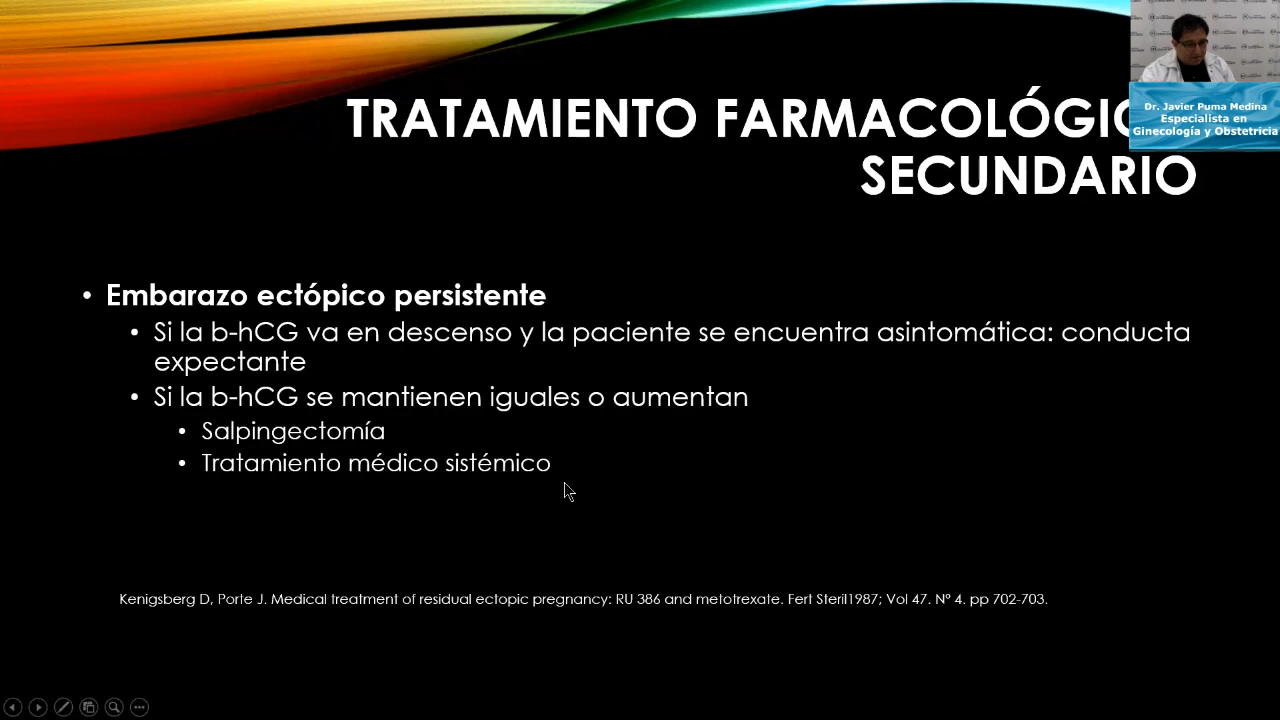 TRATAMIENTO FARMACOLÓGIC
SECUNDARIO
Dr. Javier Puma Medina
Especialista en
Ginecología y Obstetricia
• Embarazo ectópico persistente
• Si la b-hCG va en descenso y la paciente se encuentra asintomática: conducta
expectante
• Si la b-hCG se mantienen iguales o aumentan
• Salpingectomía
• Tratamiento médico sistémico
Kenigsberg D, Porte J. Medical treatment of residual ectopic pregnancy: RU 386 and metotrexate. Fert Steril1987; Vol 47. Nº 4. pp 702-703.